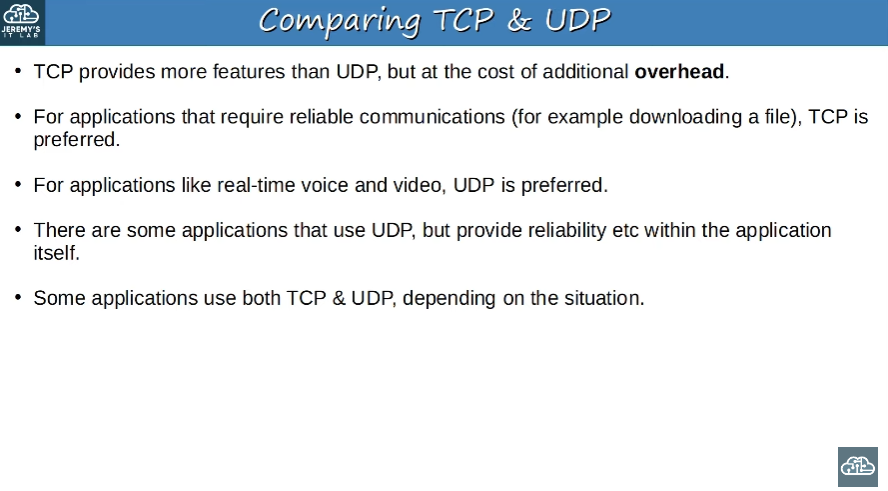 JEREMY'S
IT LAB
Comparing TCP & UDP
• TCP provides more features than UDP, but at the cost of additional overhead.
• For applications that require reliable communications (for example downloading a file), TCP is
preferred.
• For applications like real-time voice and video, UDP is preferred.
• There are some applications that use UDP, but provide reliability etc within the application
itself.
• Some applications use both TCP & UDP, depending on the situation.